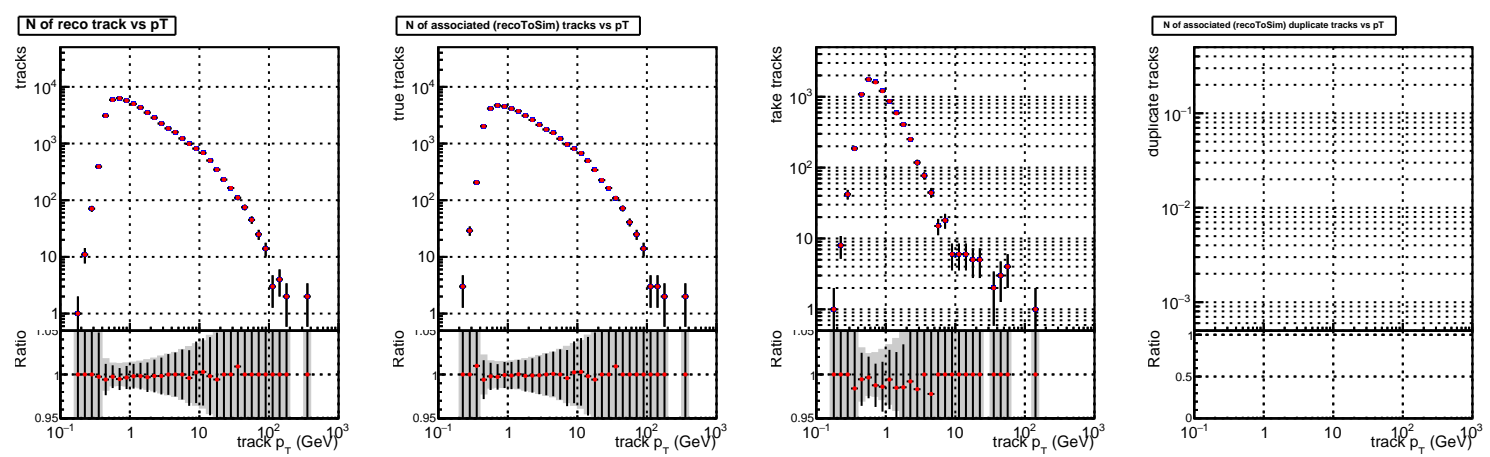 N of reco track vs pT
tracks
10⁴
10³
10²
10
1
Ratio
1.05
1
0.95
10⁻¹ 1 10 10² 10³
track p_T (GeV)
N of associated (recoToSim) tracks vs pT
true tracks
10⁴
10³
10²
10
1
Ratio
1.05
1
0.95
10⁻¹ 1 10 10² 10³
track p_T (GeV)
fake tracks
10³
10²
10
1
Ratio
1.05
1
0.95
10⁻¹ 1 10 10² 10³
track p_T (GeV)
N of associated (recoToSim) duplicate tracks vs pT
duplicate tracks
10⁻¹
10⁻²
10⁻³
Ratio
1
0.5
0
10⁻¹ 1 10 10² 10³
track p_T (GeV)